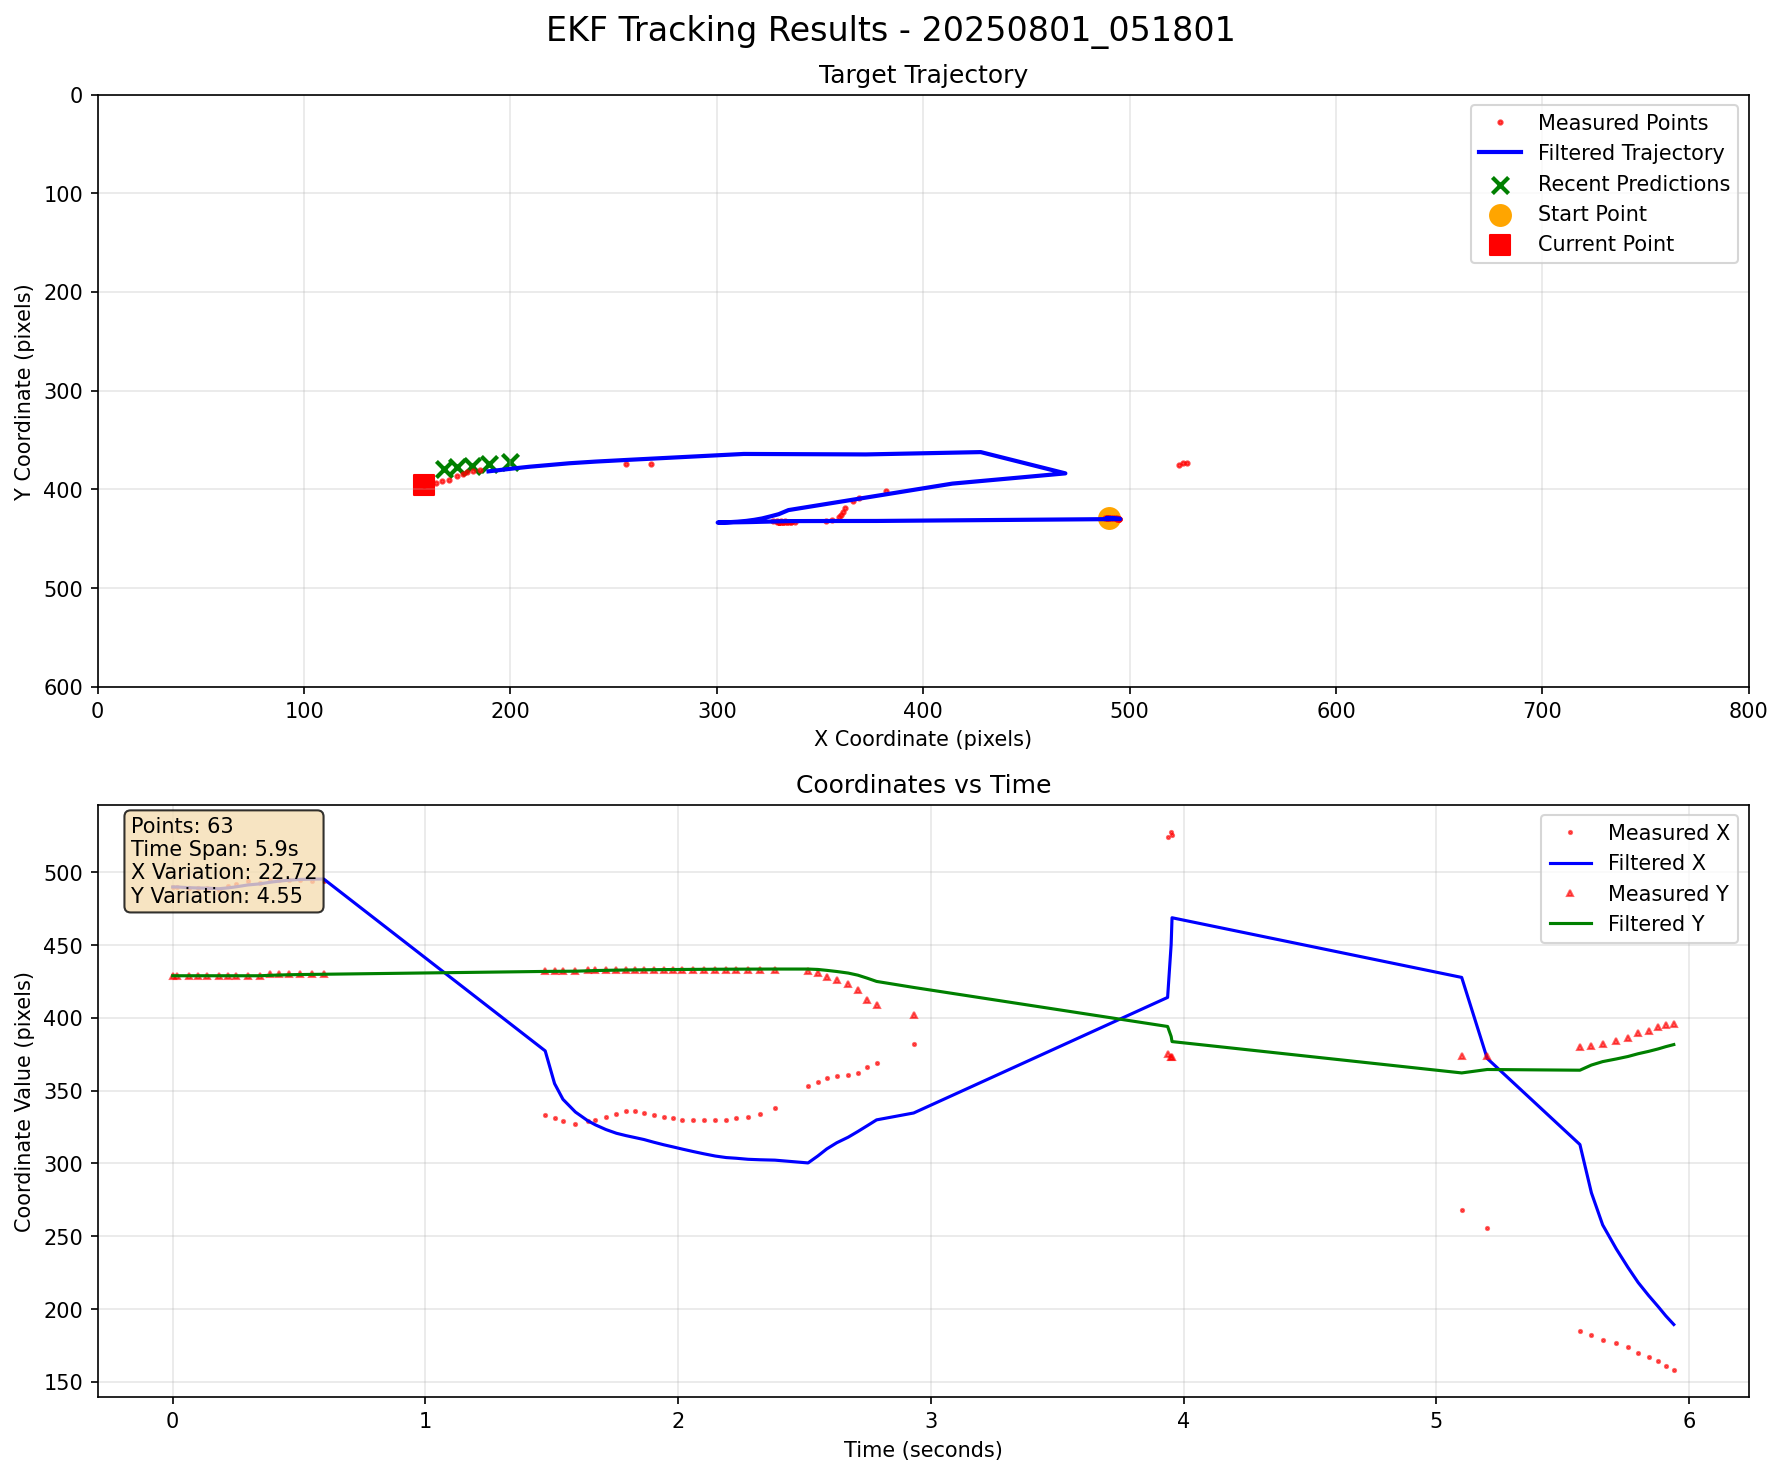 EKF Tracking Results - 20250801_051801
Target Trajectory
Y Coordinate (pixels)
0
100
200
300
400
500
600
Measured Points
Filtered Trajectory
Recent Predictions
Start Point
Current Point
0 100 200 300 400 500 600 700 800
X Coordinate (pixels)
Coordinates vs Time
Coordinate Value (pixels)
500
450
400
350
300
250
200
150
Points: 63
Time Span: 5.9s
X Variation: 22.72
Y Variation: 4.55
Measured X
Filtered X
Measured Y
Filtered Y
0 1 2 3 4 5 6
Time (seconds)